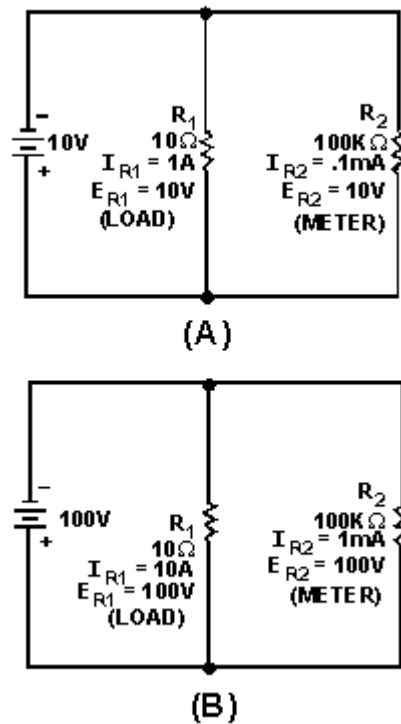 −
10V
+
R1
10Ω
IR1 = 1A
ER1 = 10V
(LOAD)
R2
100KΩ
IR2 = .1mA
ER2 = 10V
(METER)
(A)
−
100V
+
R1
10Ω
IR1 = 10A
ER1 = 100V
(LOAD)
R2
100KΩ
IR2 = 1mA
ER2 = 100V
(METER)
(B)